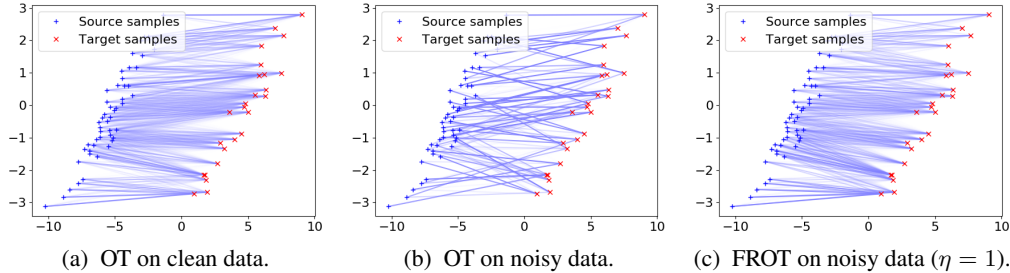 3
2
1
0
−1
−2
−3
−10 −5 0 5 10
Source samples
Target samples
(a) OT on clean data.
3
2
1
0
−1
−2
−3
−10 −5 0 5 10
Source samples
Target samples
(b) OT on noisy data.
3
2
1
0
−1
−2
−3
−10 −5 0 5 10
Source samples
Target samples
(c) FROT on noisy data (η = 1).